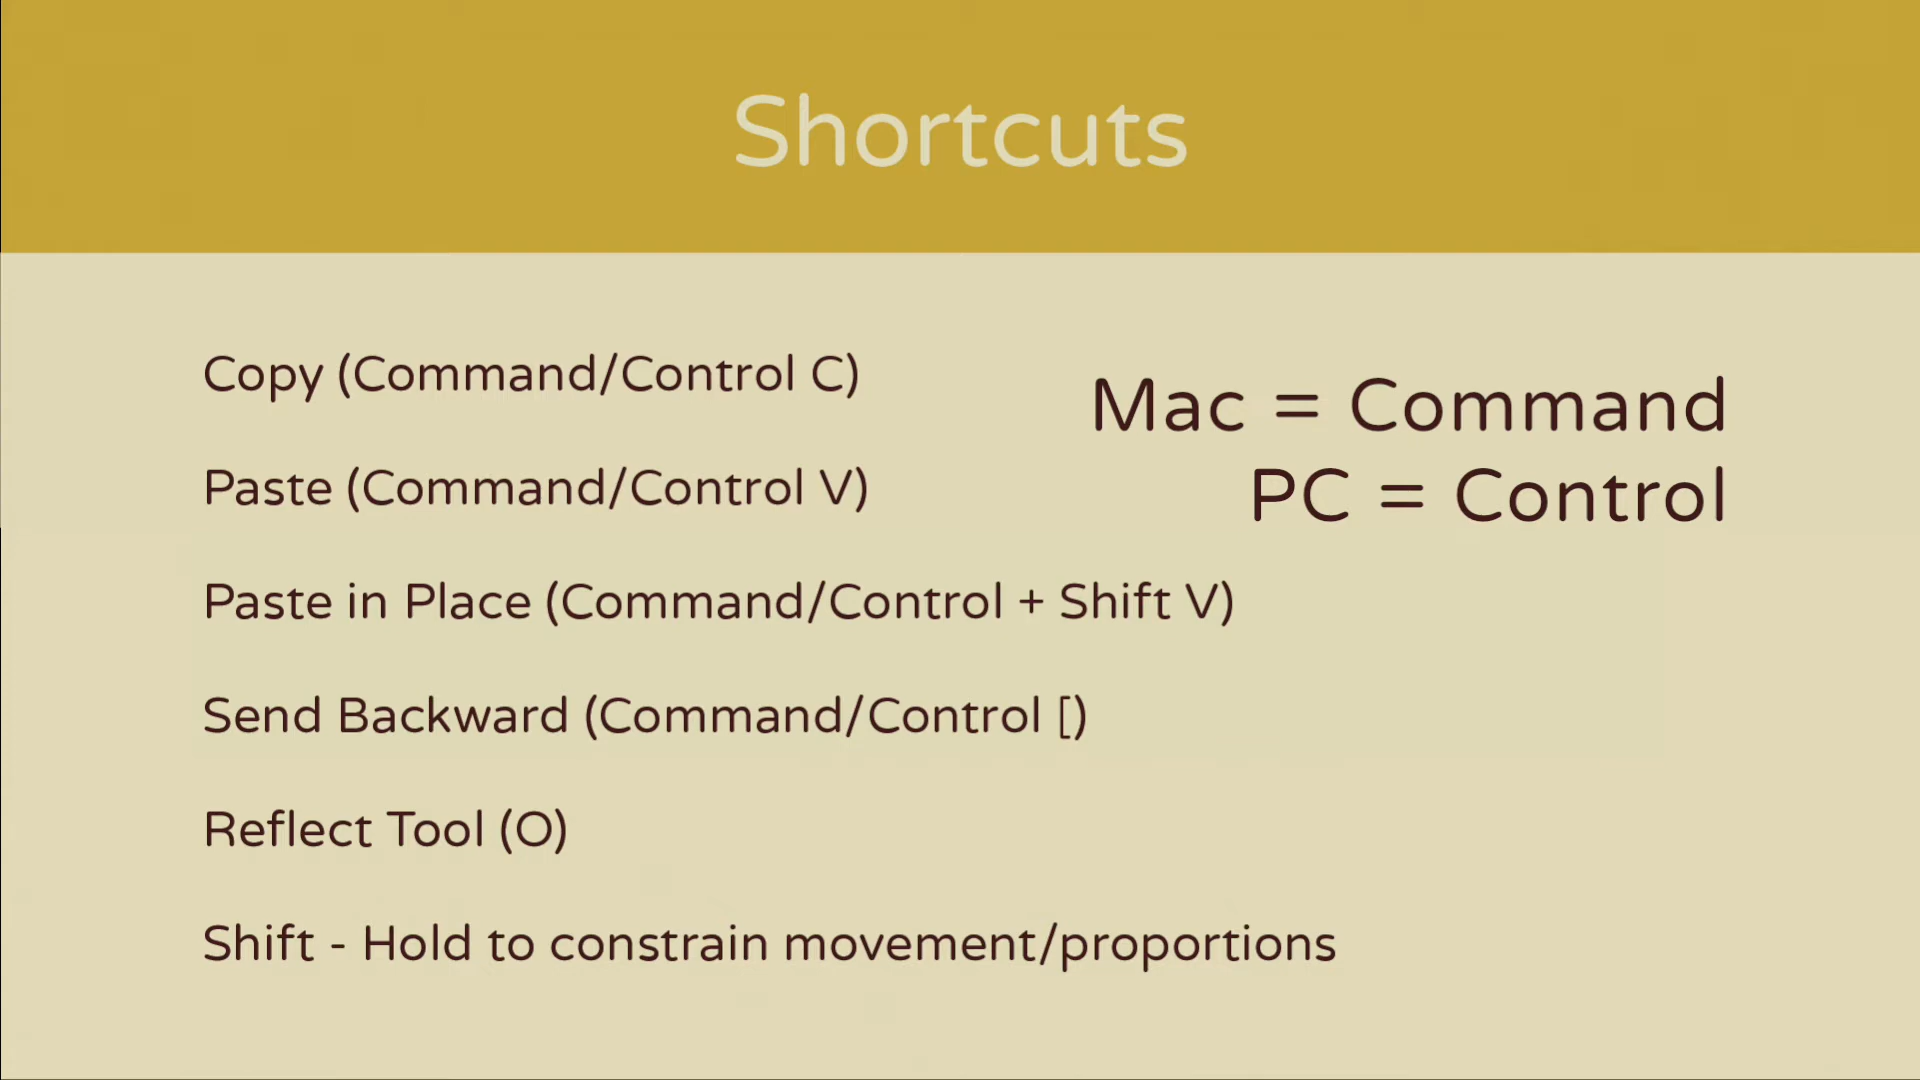 Shortcuts
Copy (Command/Control C)
Paste (Command/Control V)
Paste in Place (Command/Control + Shift V)
Send Backward (Command/Control [)
Reflect Tool (O)
Shift - Hold to constrain movement/proportions
Mac = Command
PC = Control